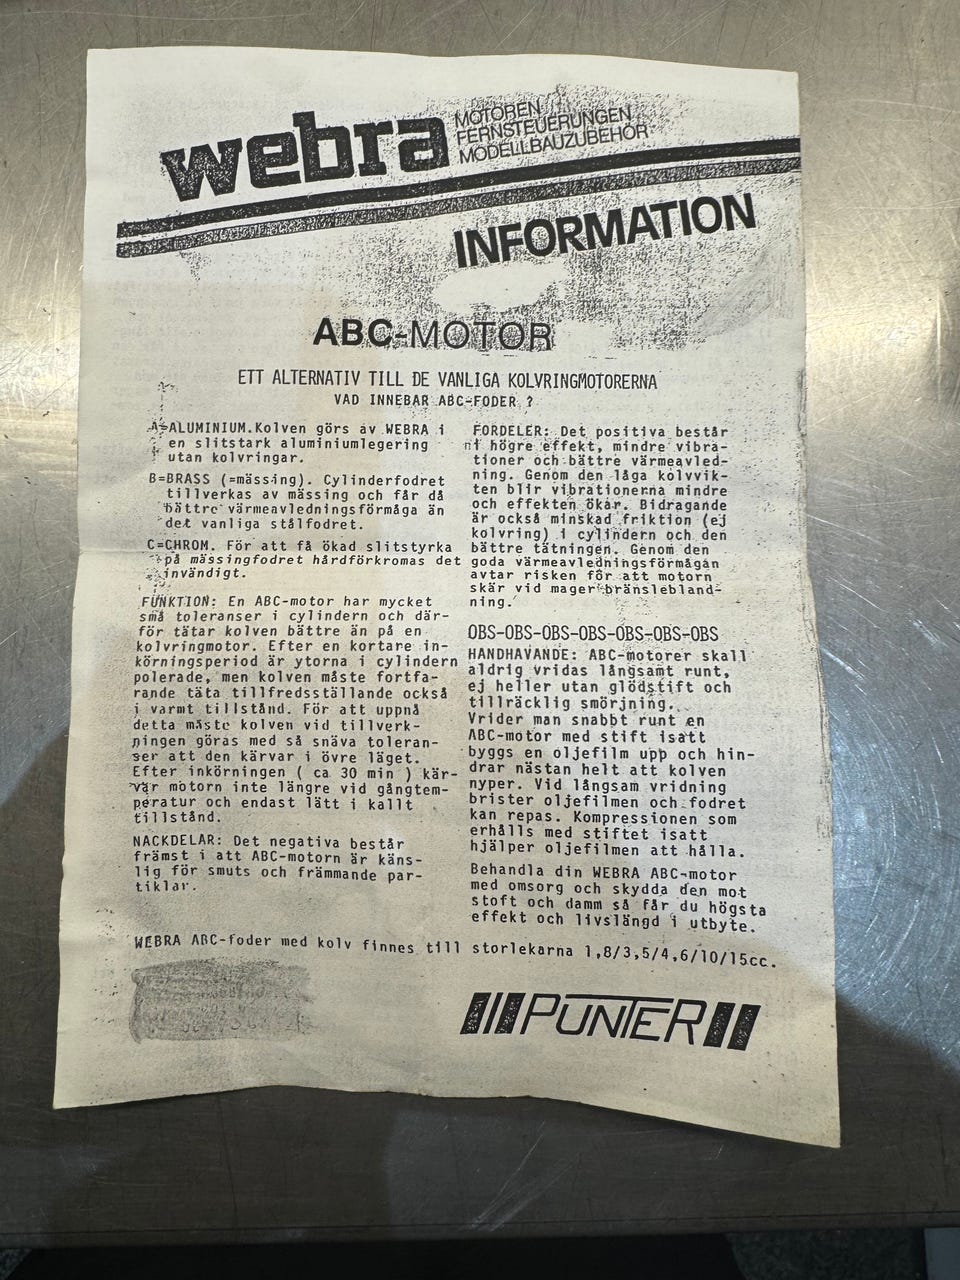 webra
MOTOREN
FERNSTEUERUNGEN
MODELLBAUZUBEHÖR
INFORMATION
ABC-MOTOR
ETT ALTERNATIV TILL DE VANLIGA KOLVRINGMOTORERNA
VAD INNEBAR ABC-FODER ?
A=ALUMINIUM.Kolven görs av WEBRA i
en slitstark aluminiumlegering
utan kolvringar.
B=BRASS (=mässing). Cylinderfodret
tillverkas av mässing och får då
bättre värmeavledningsförmåga än
det vanliga stålfodret.
C=CHROM. För att få ökad slitstyrka
på mässingfodret hårdförkromas det
invändigt.
FUNKTION: En ABC-motor har mycket
små toleranser i cylindern och där-
för tätar kolven bättre än på en
kolvringmotor. Efter en kortare in-
körningsperiod är ytorna i cylindern
polerade, men kolven måste fortfa-
rande täta tillfredsställande också
i varmt tillstånd. För att uppnå
detta måste kolven vid tillverk-
ningen göras med så snäva toleran-
ser att den kärvar i övre läget.
Efter inkörningen ( ca 30 min ) kär-
var motorn inte längre vid gångtem-
peratur och endast lätt i kallt
tillstånd.
NACKDELAR: Det negativa består
främst i att ABC-motorn är käns-
lig för smuts och främmande par-
tiklar.
FORDELER: Det positiva består
i högre effekt, mindre vibra-
tioner och bättre värmeavled-
ning. Genom den låga kolvvik-
ten blir vibrationerna mindre
och effekten ökar. Bidragande
är också minskad friktion (ej
kolvring) i cylindern och den
bättre tätningen. Genom den
goda värmeavledningsförmågan
avtar risken för att motorn
skär vid mager bränslebland-
ning.
OBS-OBS-OBS-OBS-OBS-OBS-OBS
HANDHAVANDE: ABC-motorer skall
aldrig vridas långsamt runt,
ej heller utan glödstift och
tillräcklig smörjning.
Vrider man snabbt runt en
ABC-motor med stift isatt
byggs en oljefilm upp och hin-
drar nästan helt att kolven
nyper. Vid långsam vridning
brister oljefilmen och fodret
kan repas. Kompressionen som
erhålls med stiftet isatt
hjälper oljefilmen att hålla.
Behandla din WEBRA ABC-motor
med omsorg och skydda den mot
stoft och damm så får du högsta
effekt och livslängd i utbyte.
WEBRA ABC-foder med kolv finnes till storlekarna 1,8/3,5/4,6/10/15cc.
PUNTER